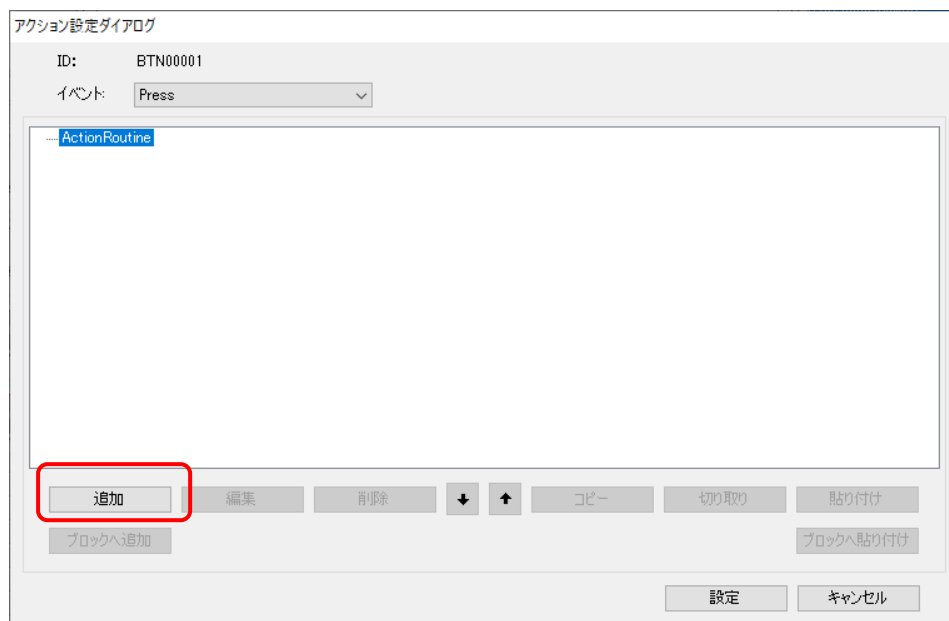 アクション設定ダイアログ
ID: BTN00001
イベント: Press
ActionRoutine
追加 編集 削除 コピー 切り取り 貼り付け
ブロックへ追加 ブロックへ貼り付け
設定 キャンセル